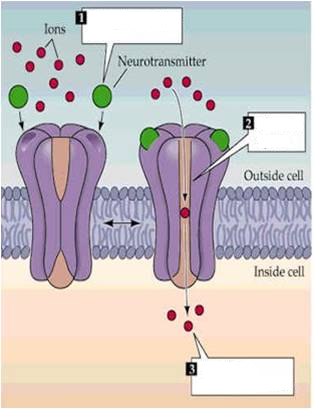 1
Ions
Neurotransmitter
2
Outside cell
Inside cell
3